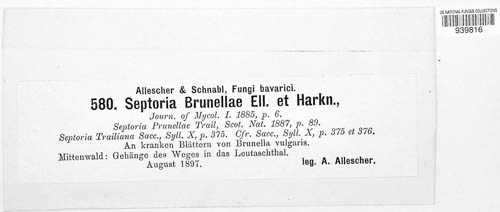 US NATIONAL FUNGUS COLLECTIONS
939816
Allescher & Schnabl, Fungi bavarici.
580. Septoria Brunellae Ell. et Harkn.,
Journ. of Mycol. I. 1885, p. 6.
Septoria Prunellae Trail, Scot. Nat. 1887, p. 89.
Septoria Trailiana Sacc., Syll. X, p. 375. Cfr. Sacc., Syll. X, p. 375 et 376.
An kranken Blättern von Brunella vulgaris.
Mittenwald: Gehänge des Weges in das Leutaschthal.
August 1897. leg. A. Allescher.